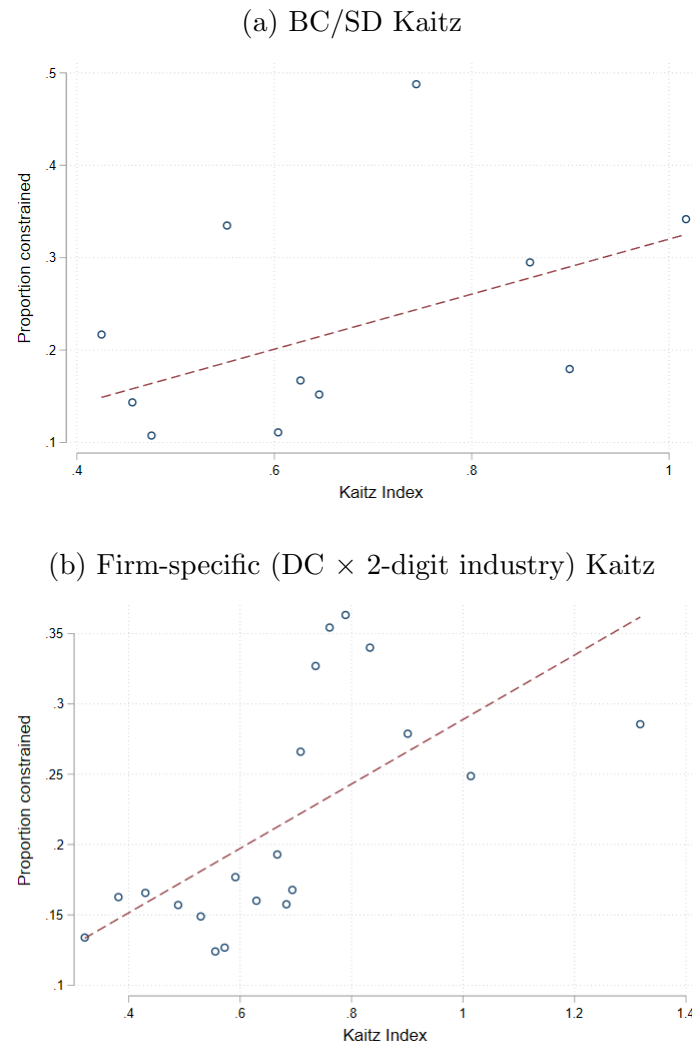 (a) BC/SD Kaitz
.5
.4
.3
.2
.1
Proportion constrained
.4 .6 .8 1
Kaitz Index
(b) Firm-specific (DC × 2-digit industry) Kaitz
.35
.3
.25
.2
.15
.1
Proportion constrained
.4 .6 .8 1 1.2 1.4
Kaitz Index